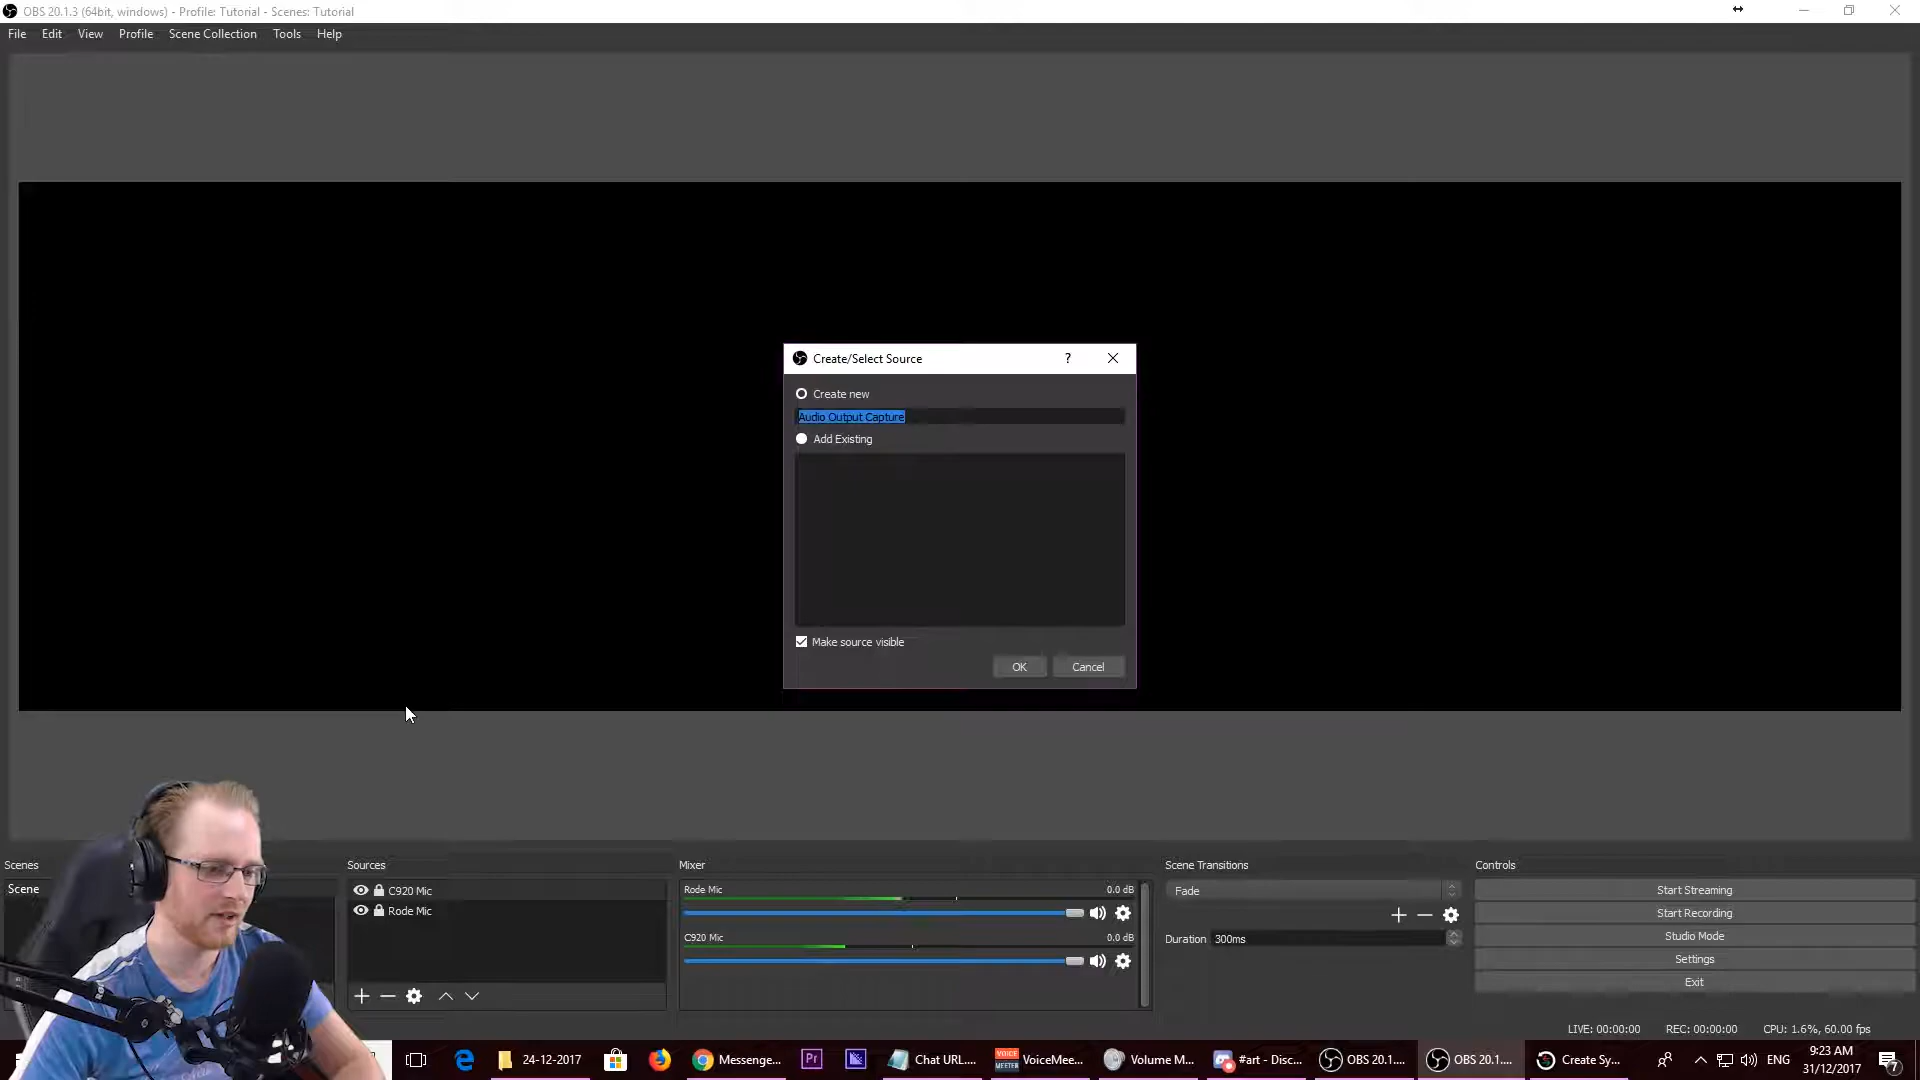 OBS 20.1.3 (64bit, windows) - Profile: Tutorial - Scenes: Tutorial
File Edit View Profile Scene Collection Tools Help
Create/Select Source ?
Create new
Audio Output Capture
Add Existing
Make source visible
OK Cancel
Scenes
Scene
Sources
C920 Mic
Rode Mic
Mixer
Rode Mic 0.0 dB
C920 Mic 0.0 dB
Scene Transitions
Fade
Duration 300ms
Controls
Start Streaming
Start Recording
Studio Mode
Settings
Exit
LIVE: 00:00:00 REC: 00:00:00 CPU: 1.6%, 60.00 fps
24-12-2017
Messenge...
Pr
Chat URL....
VOICE MEETER
VoiceMee...
Volume M...
#art - Disc...
OBS 20.1....
OBS 20.1....
Create Sy...
ENG
9:23 AM
31/12/2017
7